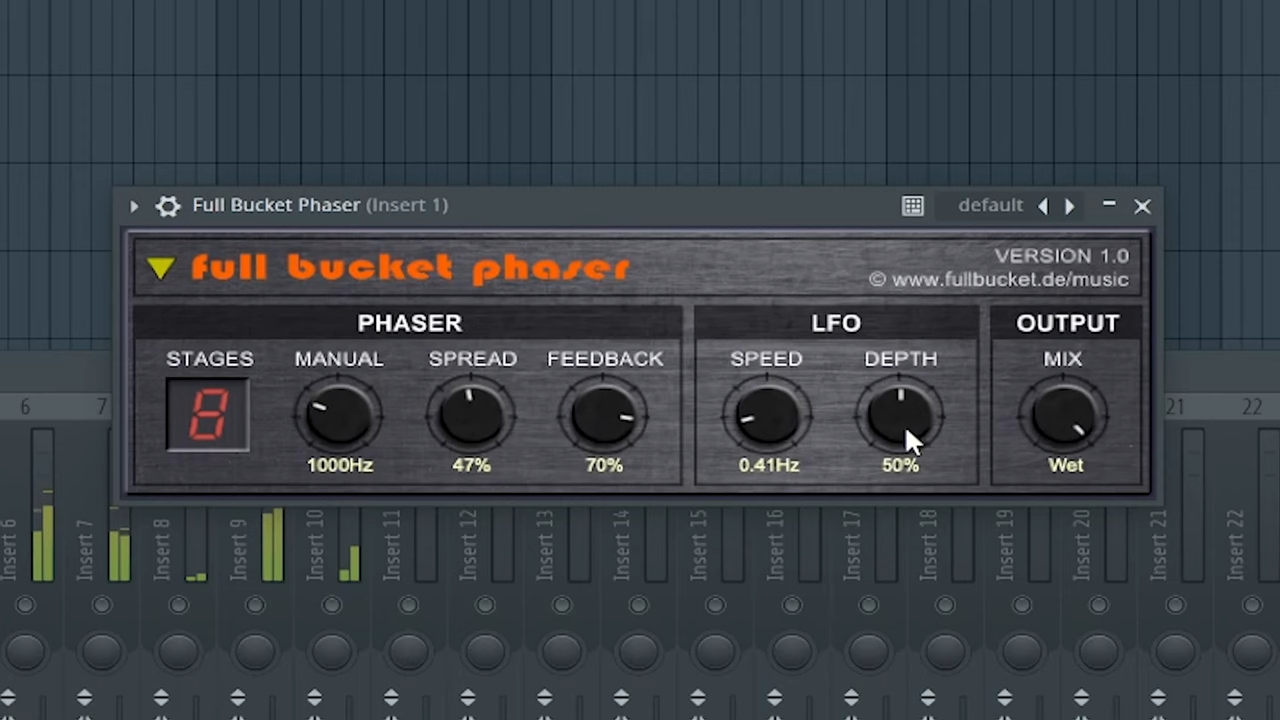 Full Bucket Phaser (Insert 1)
default
full bucket phaser
VERSION 1.0
© www.fullbucket.de/music
PHASER
LFO
OUTPUT
STAGES MANUAL SPREAD FEEDBACK SPEED DEPTH MIX
8
1000Hz 47% 70% 0.41Hz 50% Wet
6 7 21 22
Insert 6
Insert 7
Insert 8
Insert 9
Insert 10
Insert 11
Insert 12
Insert 13
Insert 14
Insert 15
Insert 16
Insert 17
Insert 18
Insert 19
Insert 20
Insert 21
Insert 22